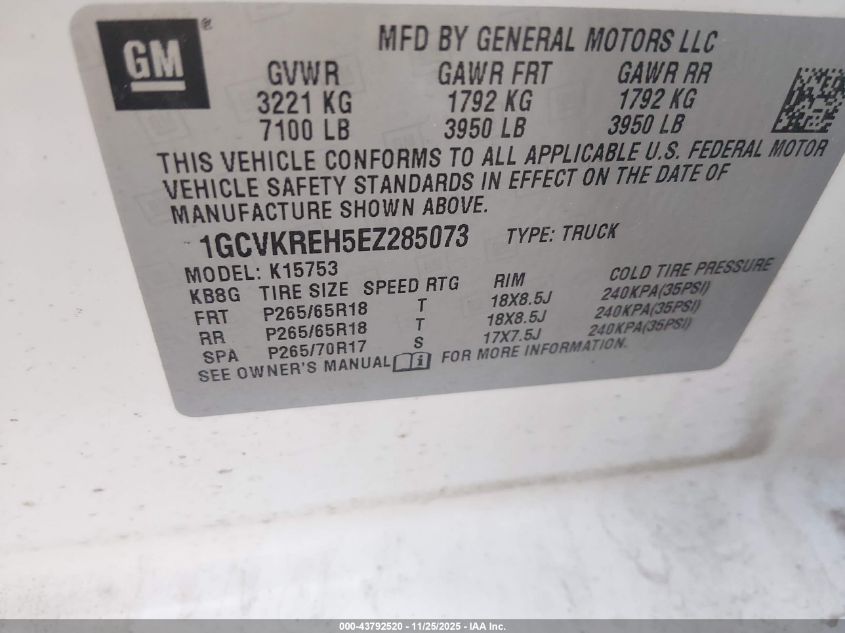 GM ®
MFD BY GENERAL MOTORS LLC
GVWR GAWR FRT GAWR RR
3221 KG 1792 KG 1792 KG
7100 LB 3950 LB 3950 LB
THIS VEHICLE CONFORMS TO ALL APPLICABLE U.S. FEDERAL MOTOR
VEHICLE SAFETY STANDARDS IN EFFECT ON THE DATE OF
MANUFACTURE SHOWN ABOVE.
1GCVKREH5EZ285073 TYPE: TRUCK
MODEL: K15753
KB8G TIRE SIZE SPEED RTG RIM COLD TIRE PRESSURE
FRT P265/65R18 T 18X8.5J 240KPA(35PSI)
RR P265/65R18 T 18X8.5J 240KPA(35PSI)
SPA P265/70R17 S 17X7.5J 240KPA(35PSI)
SEE OWNER'S MANUAL i FOR MORE INFORMATION.
000-43792520 - 11/25/2025 - IAA Inc.